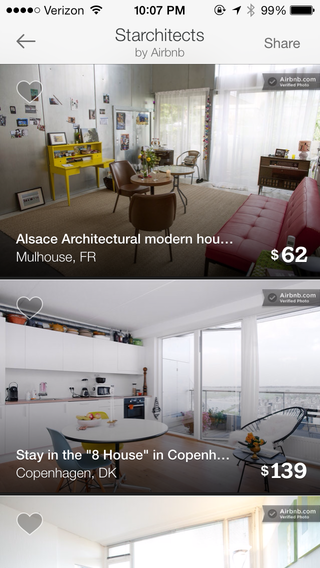 Verizon 10:07 PM 99%
Starchitects
by Airbnb
Share
Airbnb.com
Verified Photo
Alsace Architectural modern hou...
Mulhouse, FR
$62
Airbnb.com
Verified Photo
Stay in the "8 House" in Copenh...
Copenhagen, DK
$139
Airbnb.com
Verified Photo